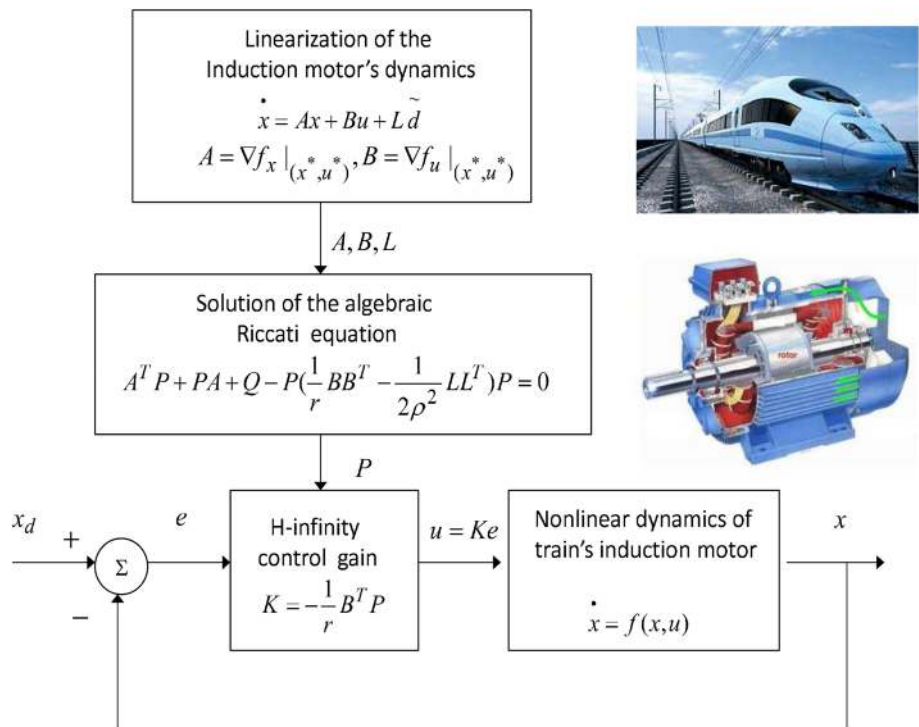 Linearization of the
Induction motor's dynamics
ẋ = Ax + Bu + Ld̃
A = ∇f_x |_(x*,u*), B = ∇f_u |_(x*,u*)
A, B, L
Solution of the algebraic
Riccati equation
A^T P + PA + Q − P(1/r BB^T − 1/2ρ^2 LL^T)P = 0
rotor
P
x_d
+
−
Σ
e
H-infinity
control gain
K = −1/r B^T P
u = Ke
Nonlinear dynamics of
train's induction motor
ẋ = f(x,u)
x